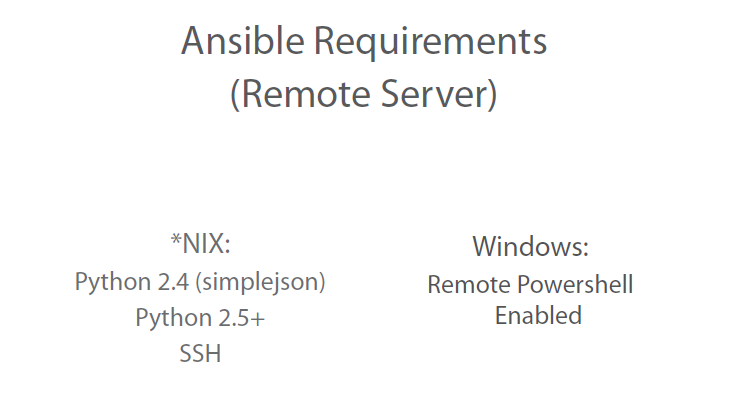 Ansible Requirements
(Remote Server)
*NIX:
Python 2.4 (simplejson)
Python 2.5+
SSH
Windows:
Remote Powershell
Enabled